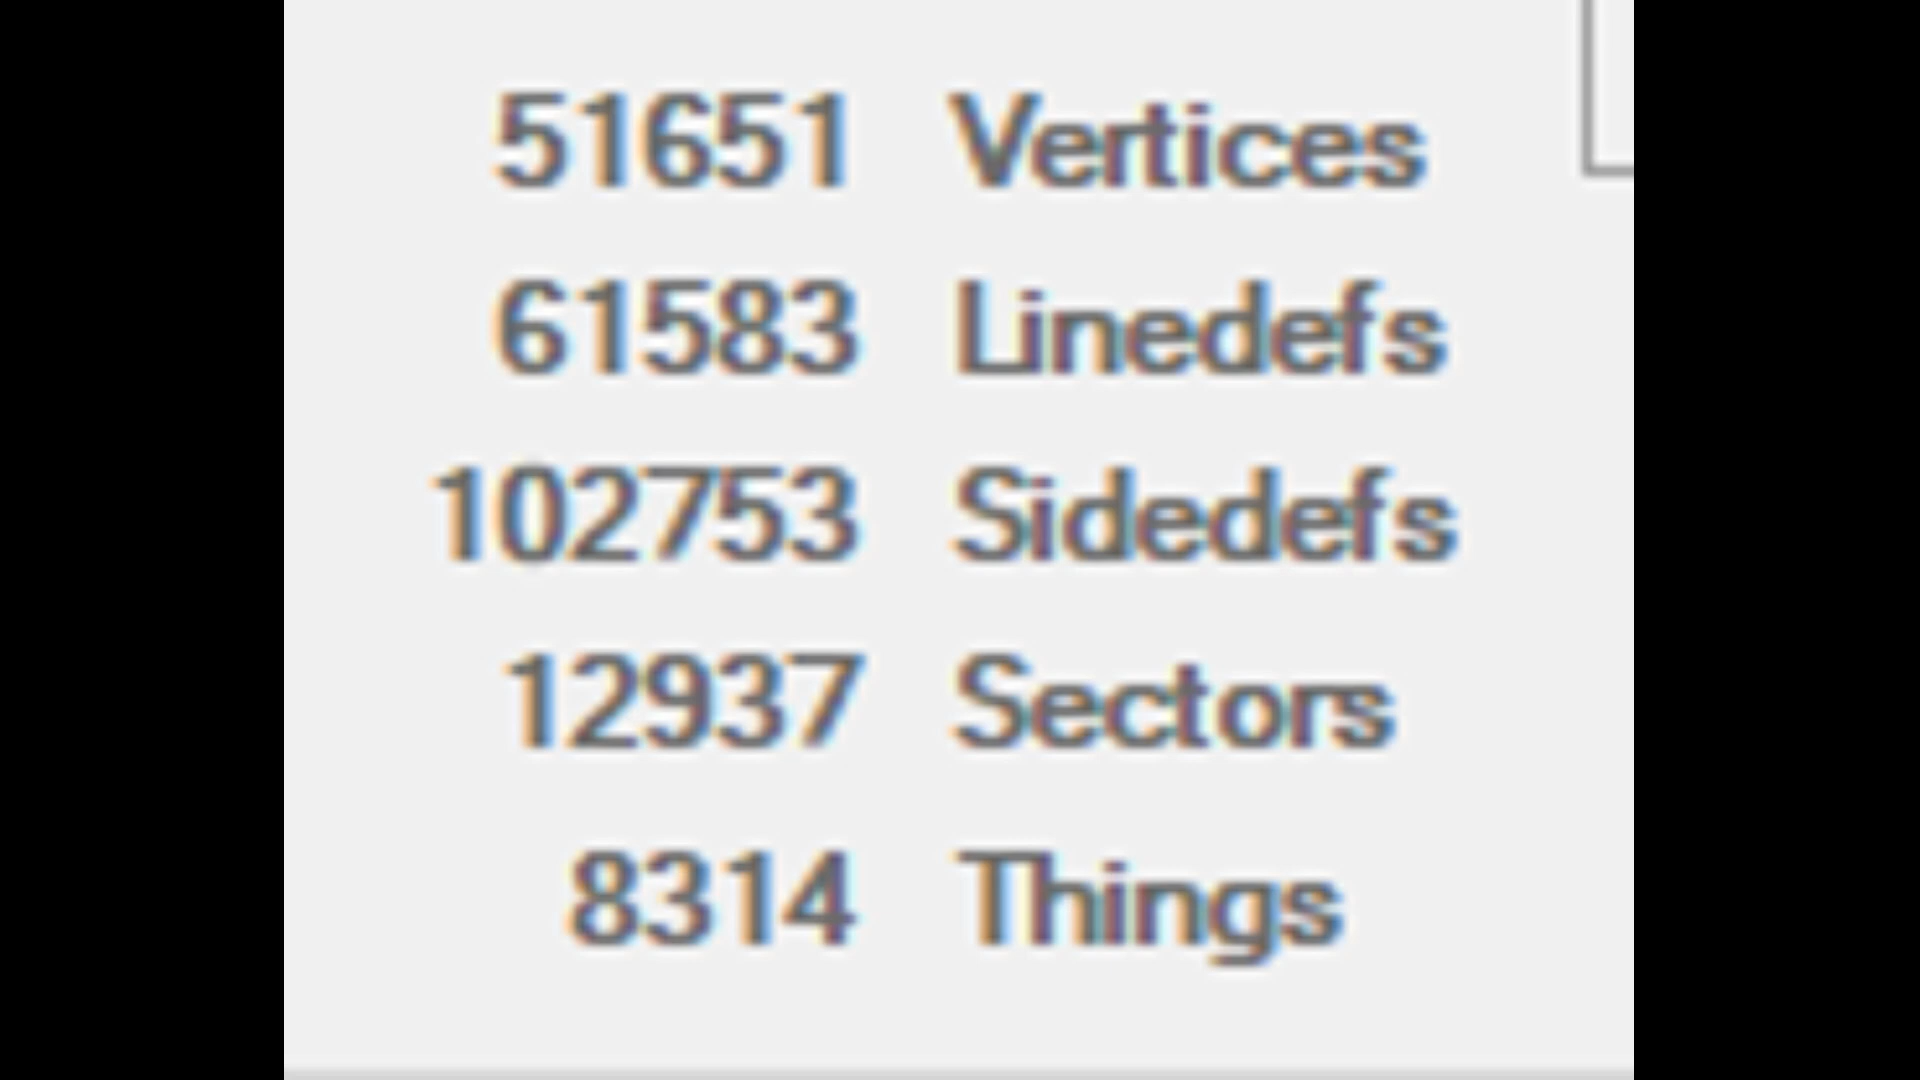 51651 Vertices
61583 Linedefs
102753 Sidedefs
12937 Sectors
8314 Things